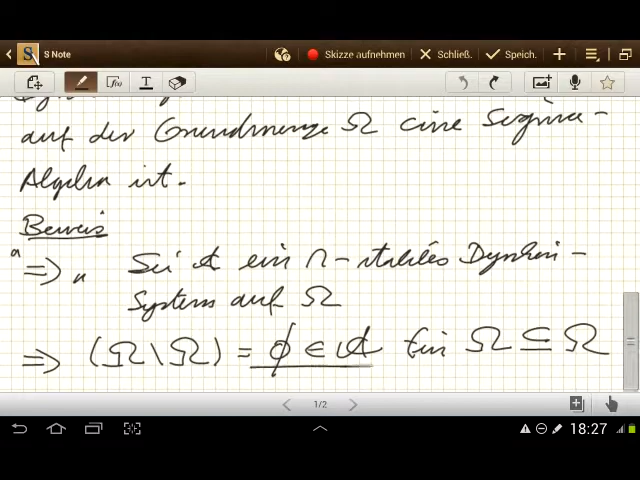 S Note
Skizze aufnehmen
Schließ.
Speich.
auf der Grundmenge Ω eine Sigma-
Algebra ist.
Beweis
"⇒" Sei A ein ∩-stabiles Dynkin-
System auf Ω
⇒ (Ω \ Ω) = ∅ ∈ A für Ω ⊆ Ω
1/2
18:27